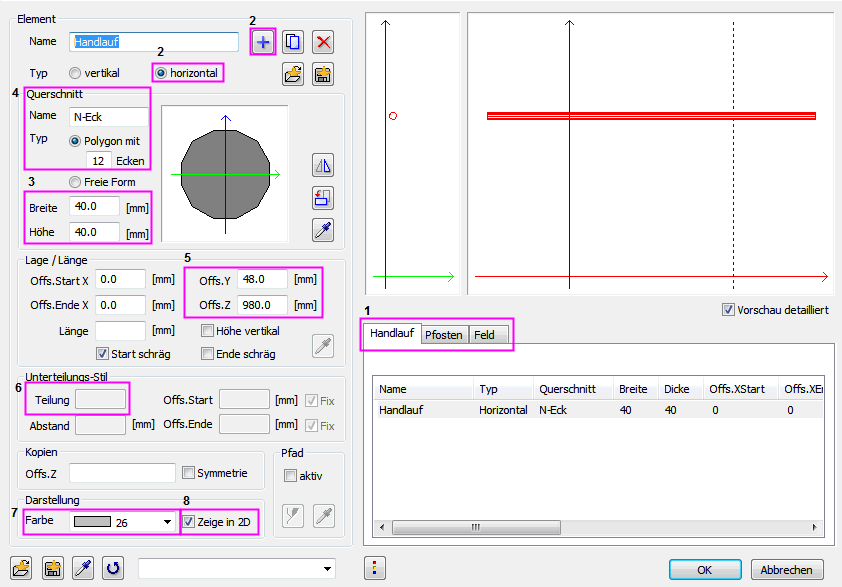 Element
2
Name Handlauf
2
Typ vertikal horizontal
4 Querschnitt
Name N-Eck
Typ Polygon mit
12 Ecken
3 Freie Form
Breite 40.0 [mm]
Höhe 40.0 [mm]
Lage / Länge 5
Offs.Start X 0.0 [mm] Offs.Y 48.0 [mm]
Offs.Ende X 0.0 [mm] Offs.Z 980.0 [mm]
Länge [mm] Höhe vertikal
Start schräg Ende schräg
Unterteilungs-Stil
6 Teilung Offs.Start [mm] Fix
Abstand [mm] Offs.Ende [mm] Fix
Kopien
Offs.Z Symmetrie
Pfad
aktiv
Darstellung 8
7 Farbe 26 Zeige in 2D
1 Vorschau detailliert
Handlauf Pfosten Feld
Name Typ Querschnitt Breite Dicke Offs.XStart Offs.XEr
Handlauf Horizontal N-Eck 40 40 0 0
OK Abbrechen